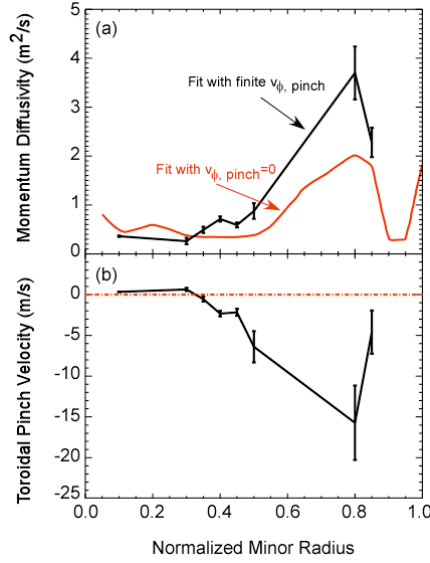 (a)
Momentum Diffusivity (m²/s)
5
4
3
2
1
0
Fit with finite vϕ, pinch
Fit with vϕ, pinch=0
(b)
Toroidal Pinch Velocity (m/s)
0
-5
-10
-15
-20
-25
0.0 0.2 0.4 0.6 0.8 1.0
Normalized Minor Radius